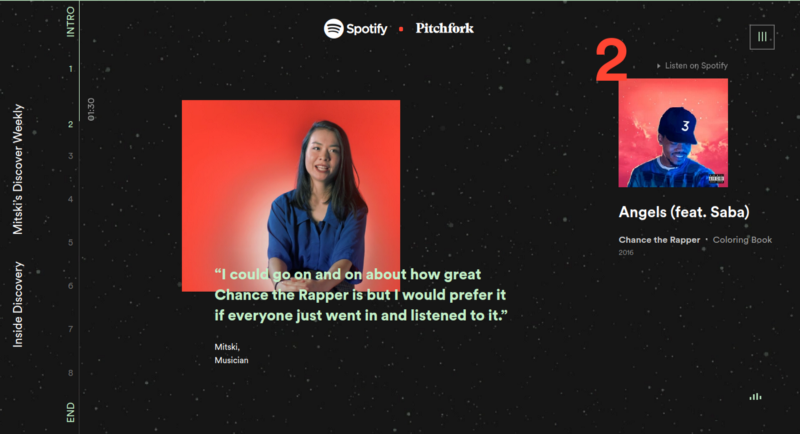 Spotify
Pitchfork
INTRO
1
2
3
4
5
6
7
8
END
@1:30
Mitski's Discover Weekly
Inside Discovery
“I could go on and on about how great
Chance the Rapper is but I would prefer it
if everyone just went in and listened to it.”
Mitski,
Musician
2
Listen on Spotify
3
Angels (feat. Saba)
Chance the Rapper • Coloring Book
2016